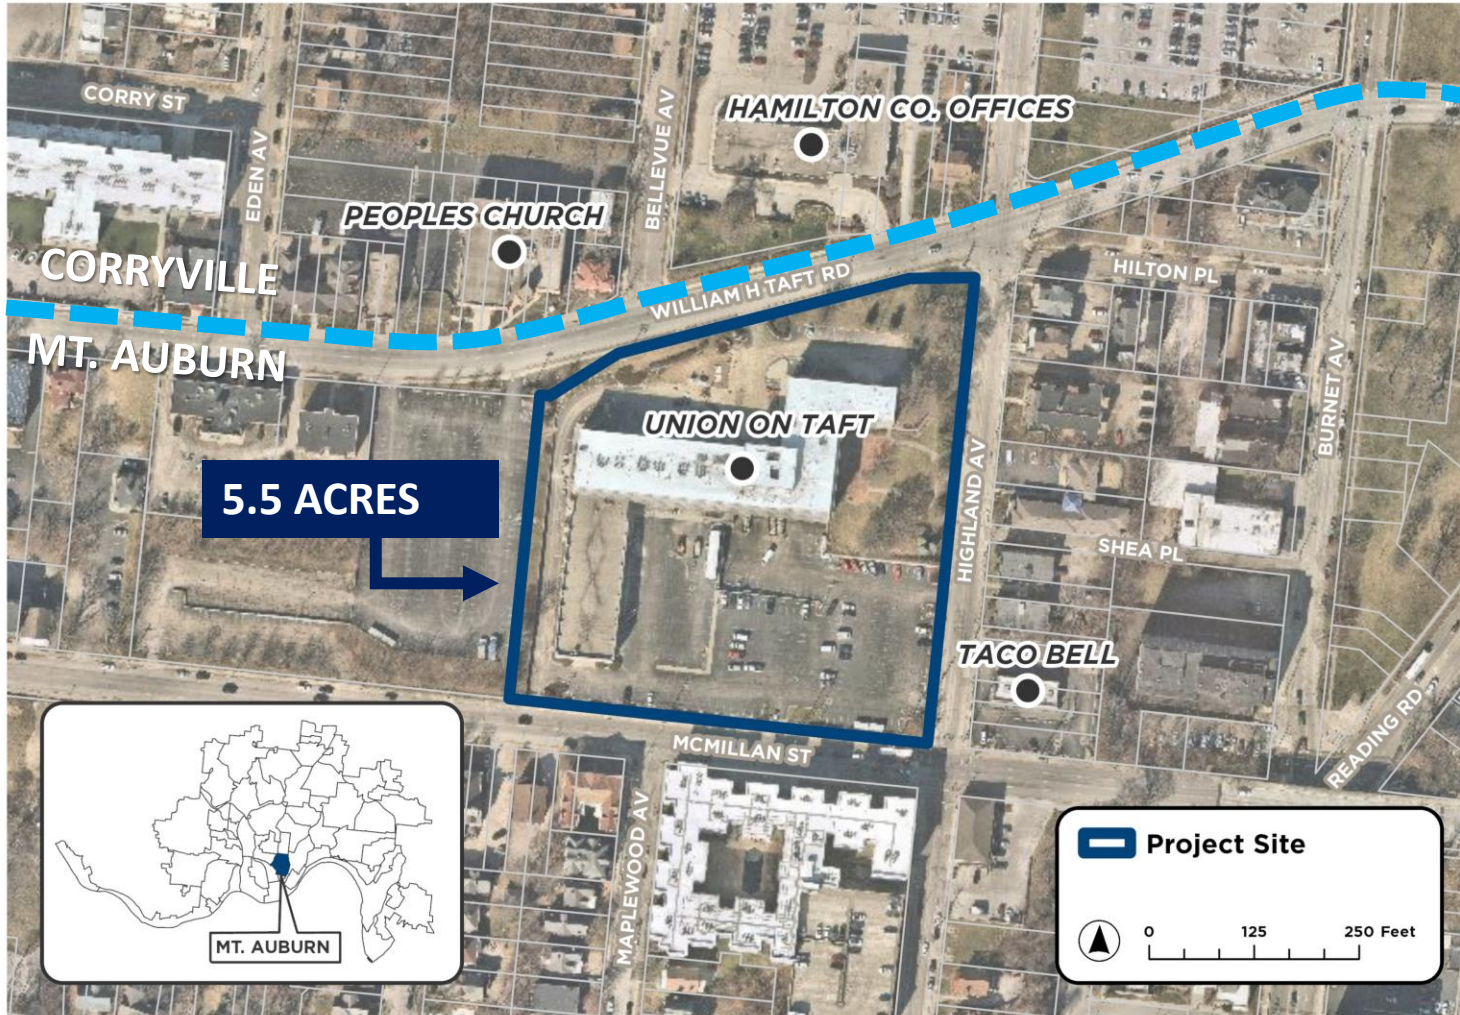 CORRY ST
EDEN AV
BELLEVUE AV
HAMILTON CO. OFFICES
PEOPLES CHURCH
CORRYVILLE
MT. AUBURN
WILLIAM H TAFT RD
HILTON PL
BURNET AV
UNION ON TAFT
5.5 ACRES
HIGHLAND AV
SHEA PL
TACO BELL
READING RD
MCMILLAN ST
MAPLEWOOD AV
MT. AUBURN
Project Site
0 125 250 Feet